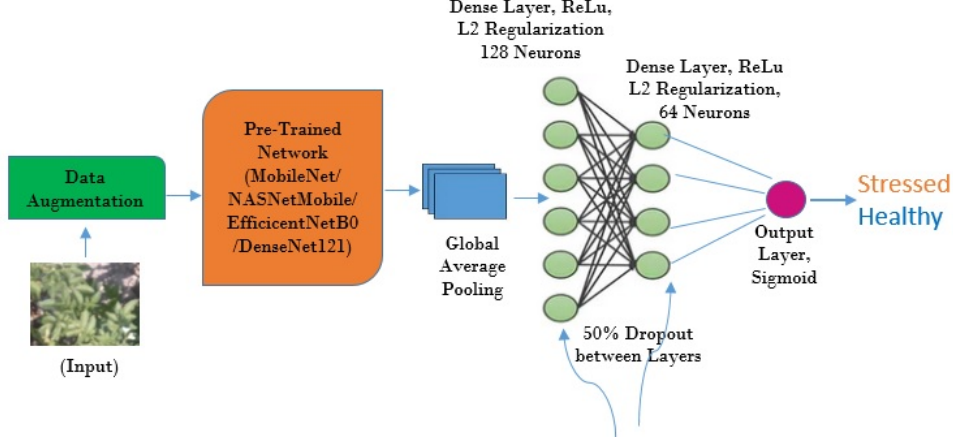 Dense Layer, ReLu,
L2 Regularization
128 Neurons
Dense Layer, ReLu
L2 Regularization,
64 Neurons
Pre-Trained
Network
(MobileNet/
NASNetMobile/
EfficicentNetB0
/DenseNet121)
Data
Augmentation
Global
Average
Pooling
Output
Layer,
Sigmoid
Stressed
Healthy
(Input)
50% Dropout
between Layers